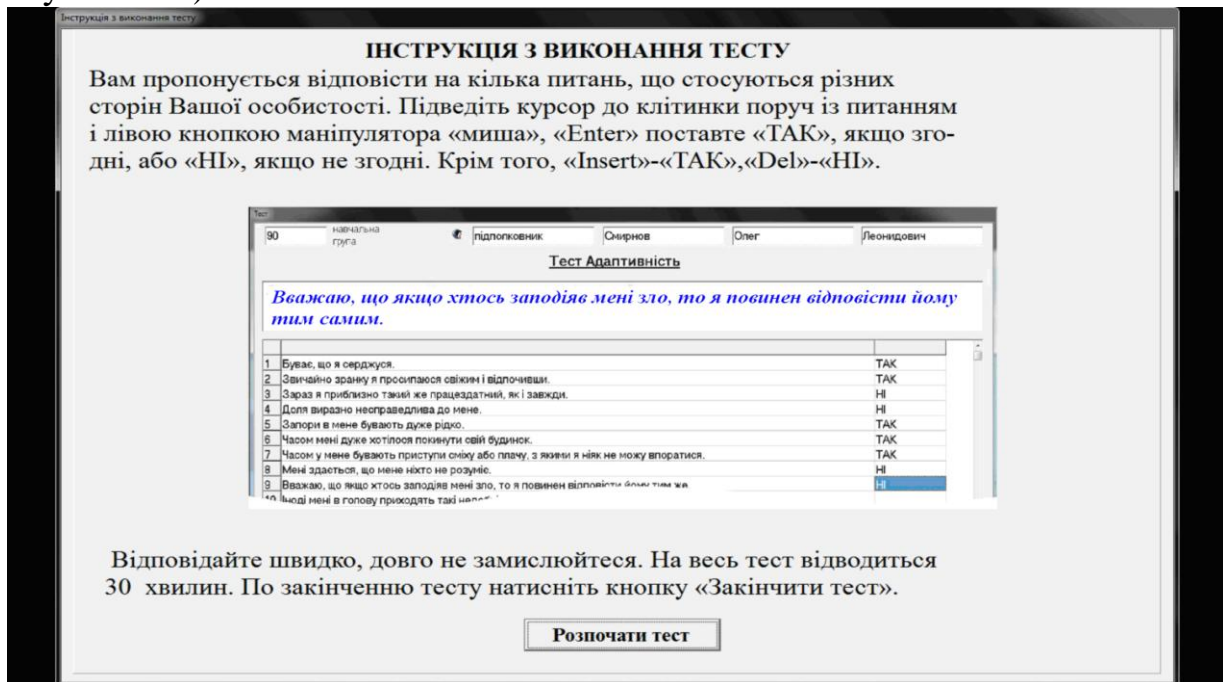 Інструкція з виконання тесту
ІНСТРУКЦІЯ З ВИКОНАННЯ ТЕСТУ
Вам пропонується відповісти на кілька питань, що стосуються різних
сторін Вашої особистості. Підведіть курсор до клітинки поруч із питанням
і лівою кнопкою маніпулятора «миша», «Enter» поставте «ТАК», якщо зго-
дні, або «НІ», якщо не згодні. Крім того, «Insert»-«ТАК»,«Del»-«НІ».
Тест
90 навчальна група підполковник Смирнов Олег Леонидович
Тест Адаптивність
Вважаю, що якщо хтось заподіяв мені зло, то я повинен відповісти йому
тим самим.
1 Буває, що я серджуся. ТАК
2 Звичайно зранку я просипаюся свіжим і відпочивши. ТАК
3 Зараз я приблизно такий же працездатний, як і завжди. НІ
4 Доля виразно несправедлива до мене. НІ
5 Запори в мене бувають дуже рідко. ТАК
6 Часом мені дуже хотілося покинути свій будинок. ТАК
7 Часом у мене бувають приступи сміху або плачу, з якими я ніяк не можу впоратися. ТАК
8 Мені здається, що мене ніхто не розуміє. НІ
9 Вважаю, що якщо хтось заподіяв мені зло, то я повинен відповісти йому тим же НІ
10 Іноді мені в голову приходять такі
Відповідайте швидко, довго не замислюйтеся. На весь тест відводиться
30 хвилин. По закінченню тесту натисніть кнопку «Закінчити тест».
Розпочати тест